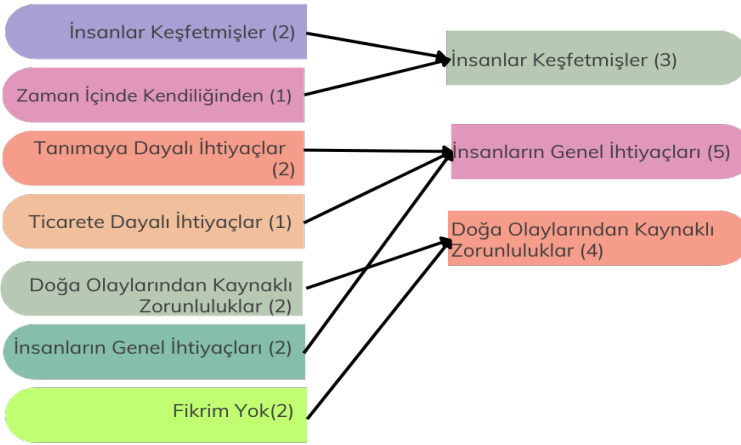 İnsanlar Keşfetmişler (2)
Zaman İçinde Kendiliğinden (1)
Tanımaya Dayalı İhtiyaçlar
(2)
Ticarete Dayalı İhtiyaçlar (1)
Doğa Olaylarından Kaynaklı
Zorunluluklar (2)
İnsanların Genel İhtiyaçları (2)
Fikrim Yok(2)
İnsanlar Keşfetmişler (3)
İnsanların Genel İhtiyaçları (5)
Doğa Olaylarından Kaynaklı
Zorunluluklar (4)